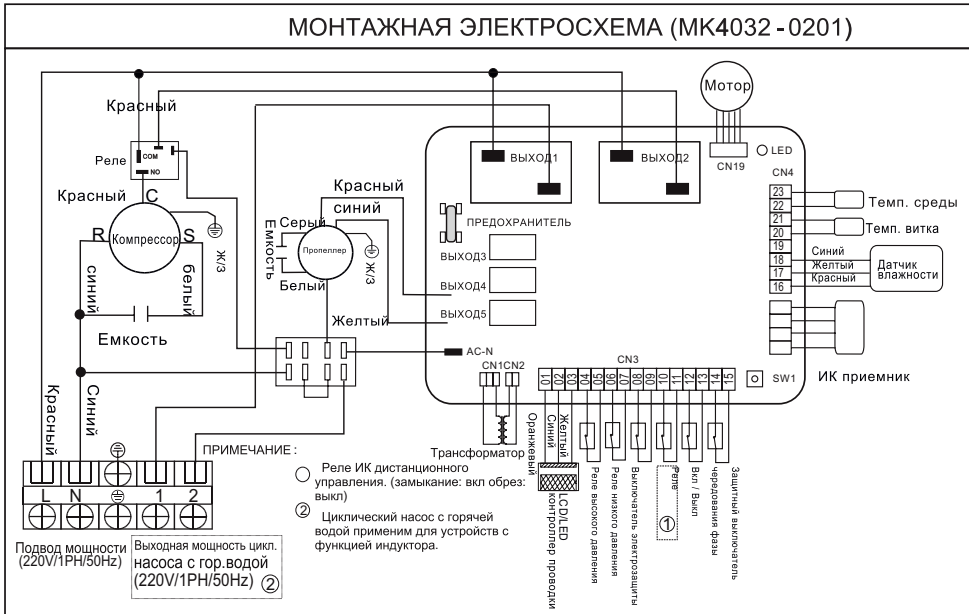 МОНТАЖНАЯ ЭЛЕКТРОСХЕМА (MK4032-0201)
Красный
Реле
COM
NO
Красный
C
R
Компрессор
S
Ж/З
синий
белый
Емкость
Красный
Синий
Емкость
Серый
Пропеллер
Белый
Ж/З
Красный
синий
Желтый
Мотор
CN19
LED
CN4
ВЫХОД1
ВЫХОД2
ПРЕДОХРАНИТЕЛЬ
ВЫХОД3
ВЫХОД4
ВЫХОД5
AC-N
CN1
CN2
CN3
SW1
23
22
21
20
19
18
17
16
Темп. среды
Темп. витка
Синий
Желтый
Красный
Датчик
влажности
ИК приемник
01
02
03
04
05
06
07
08
09
10
11
12
13
14
15
Трансформатор
Оранжевый
Синий
Желтый
LCD/LED
контроллер проводки
Реле высокого давления
Реле низкого давления
Выключатель электрозащиты
Реле
①
Вкл / Выкл
Защитный выключатель
чередования фазы
L
N
1
2
Подвод мощности
(220V/1PH/50Hz)
Выходная мощность цикл.
насоса с гор.водой
(220V/1PH/50Hz) ②
ПРИМЕЧАНИЕ :
Реле ИК дистанционого
управления. (замыкание: вкл обрез:
выкл)
② Циклический насос с горячей
водой применим для устройств с
функцией индуктора.